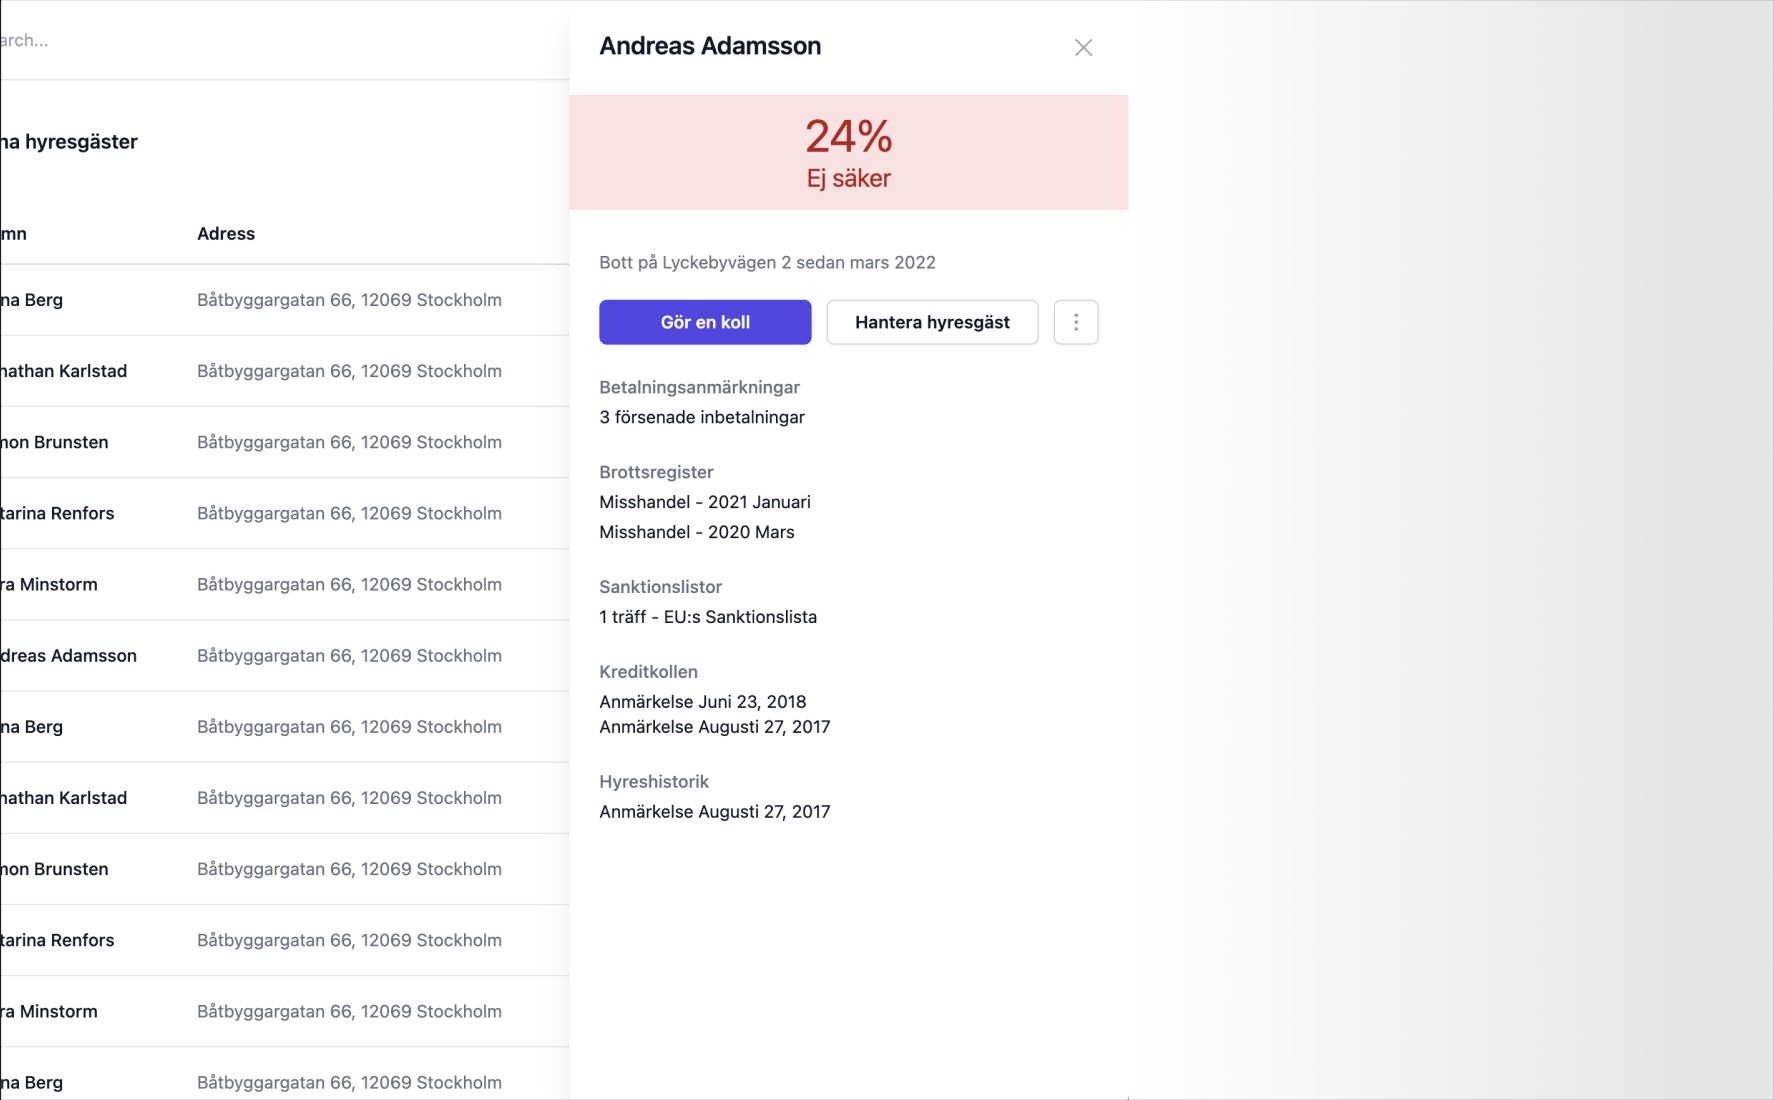 arch...
na hyresgäster
mn Adress
na Berg Båtbyggargatan 66, 12069 Stockholm
nathan Karlstad Båtbyggargatan 66, 12069 Stockholm
non Brunsten Båtbyggargatan 66, 12069 Stockholm
tarina Renfors Båtbyggargatan 66, 12069 Stockholm
ra Minstorm Båtbyggargatan 66, 12069 Stockholm
dreas Adamsson Båtbyggargatan 66, 12069 Stockholm
na Berg Båtbyggargatan 66, 12069 Stockholm
nathan Karlstad Båtbyggargatan 66, 12069 Stockholm
non Brunsten Båtbyggargatan 66, 12069 Stockholm
tarina Renfors Båtbyggargatan 66, 12069 Stockholm
ra Minstorm Båtbyggargatan 66, 12069 Stockholm
na Berg Båtbyggargatan 66, 12069 Stockholm
Andreas Adamsson
24%
Ej säker
Bott på Lyckebyvägen 2 sedan mars 2022
Gör en koll Hantera hyresgäst
Betalningsanmärkningar
3 försenade inbetalningar
Brottsregister
Misshandel - 2021 Januari
Misshandel - 2020 Mars
Sanktionslistor
1 träff - EU:s Sanktionslista
Kreditkollen
Anmärkelse Juni 23, 2018
Anmärkelse Augusti 27, 2017
Hyreshistorik
Anmärkelse Augusti 27, 2017